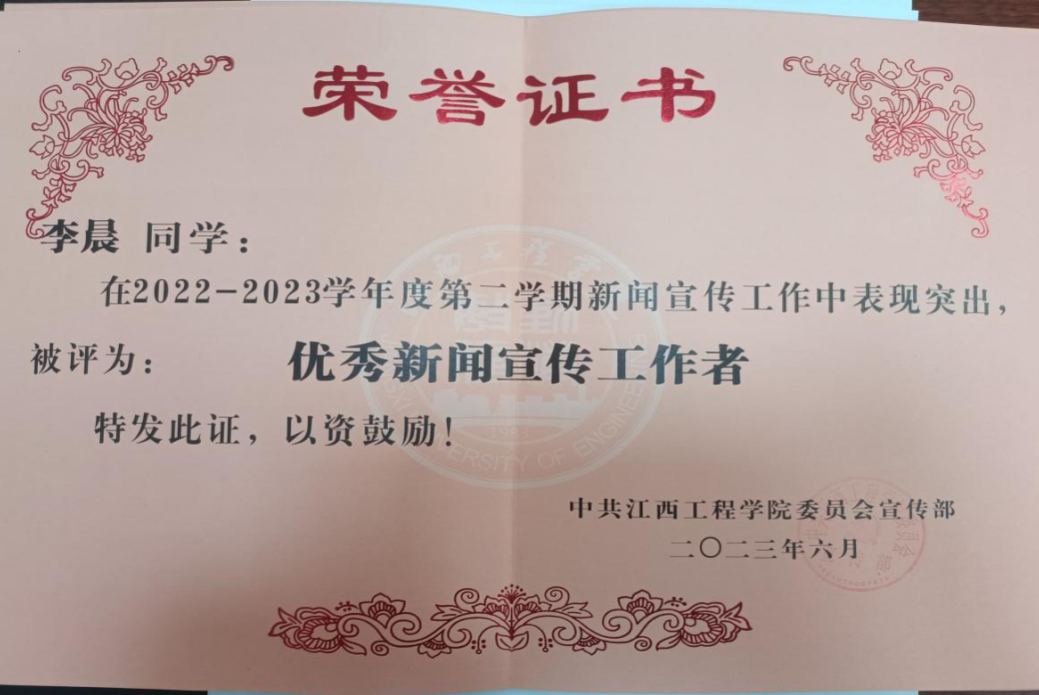 荣誉证书
李晨 同学：
在2022-2023学年度第二学期新闻宣传工作中表现突出，
被评为： 优秀新闻宣传工作者
特发此证，以资鼓励！
中共江西工程学院委员会宣传部
二〇二三年六月
UNIVERSITY OF ENGINEERING